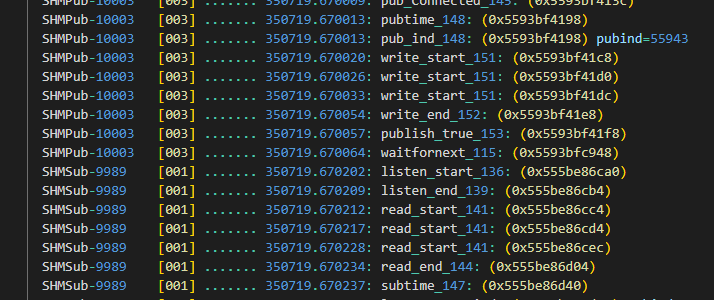 SHMPub-10003 [003] ....... 350719.670009: pub_connected_145: (0x5593bf413c)
SHMPub-10003 [003] ....... 350719.670013: pubtime_148: (0x5593bf4198)
SHMPub-10003 [003] ....... 350719.670013: pub_ind_148: (0x5593bf4198) pubind=55943
SHMPub-10003 [003] ....... 350719.670020: write_start_151: (0x5593bf41c8)
SHMPub-10003 [003] ....... 350719.670026: write_start_151: (0x5593bf41d0)
SHMPub-10003 [003] ....... 350719.670033: write_start_151: (0x5593bf41dc)
SHMPub-10003 [003] ....... 350719.670054: write_end_152: (0x5593bf41e8)
SHMPub-10003 [003] ....... 350719.670057: publish_true_153: (0x5593bf41f8)
SHMPub-10003 [003] ....... 350719.670064: waitfornext_115: (0x5593bfc948)
SHMSub-9989 [001] ....... 350719.670202: listen_start_136: (0x555be86ca0)
SHMSub-9989 [001] ....... 350719.670209: listen_end_139: (0x555be86cb4)
SHMSub-9989 [001] ....... 350719.670212: read_start_141: (0x555be86cc4)
SHMSub-9989 [001] ....... 350719.670217: read_start_141: (0x555be86cd4)
SHMSub-9989 [001] ....... 350719.670228: read_start_141: (0x555be86cec)
SHMSub-9989 [001] ....... 350719.670234: read_end_144: (0x555be86d04)
SHMSub-9989 [001] ....... 350719.670237: subtime_147: (0x555be86d40)